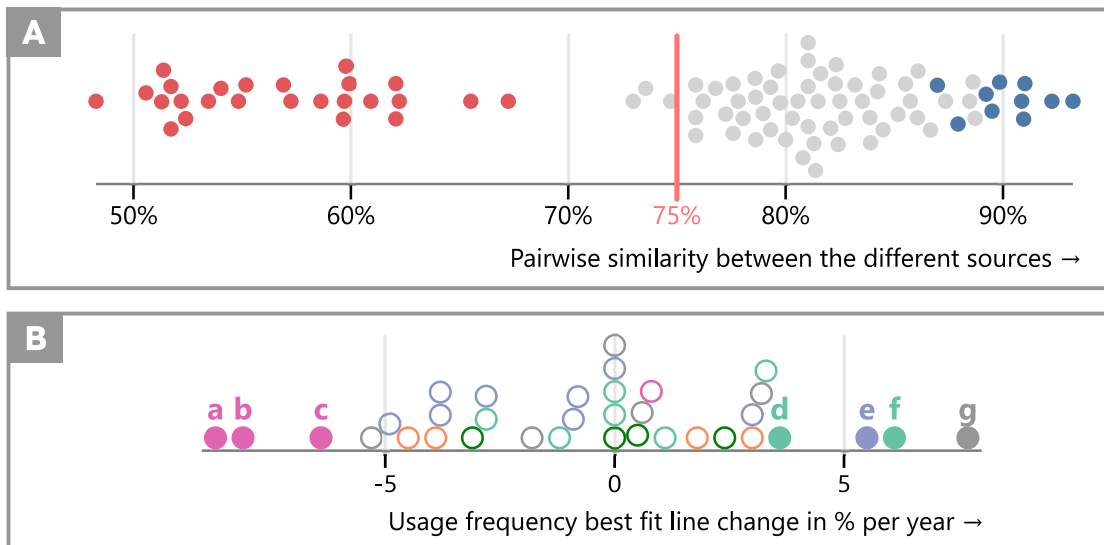 A
50% 60% 70% 75% 80% 90%
Pairwise similarity between the different sources →
B
a b c d e f g
-5 0 5
Usage frequency best fit line change in % per year →